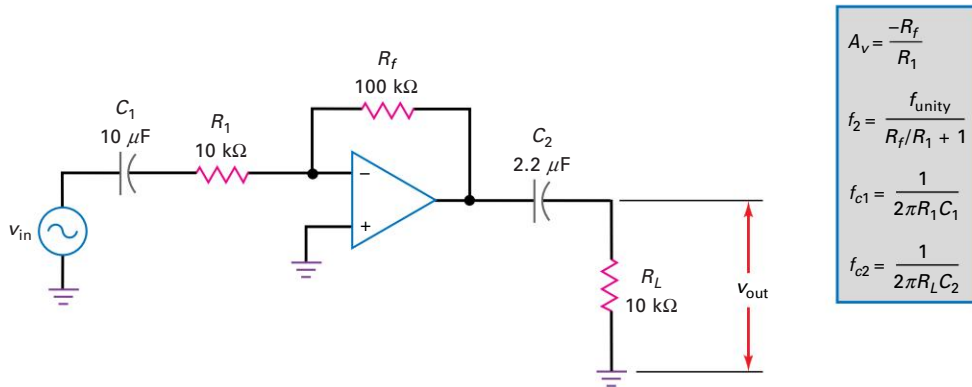 R_f
100 kΩ
C_1
10 μF
R_1
10 kΩ
C_2
2.2 μF
−
+
v_in
R_L
10 kΩ
v_out
A_v = −R_f / R_1
f_2 = f_unity / (R_f/R_1 + 1)
f_c1 = 1 / (2πR_1C_1)
f_c2 = 1 / (2πR_LC_2)